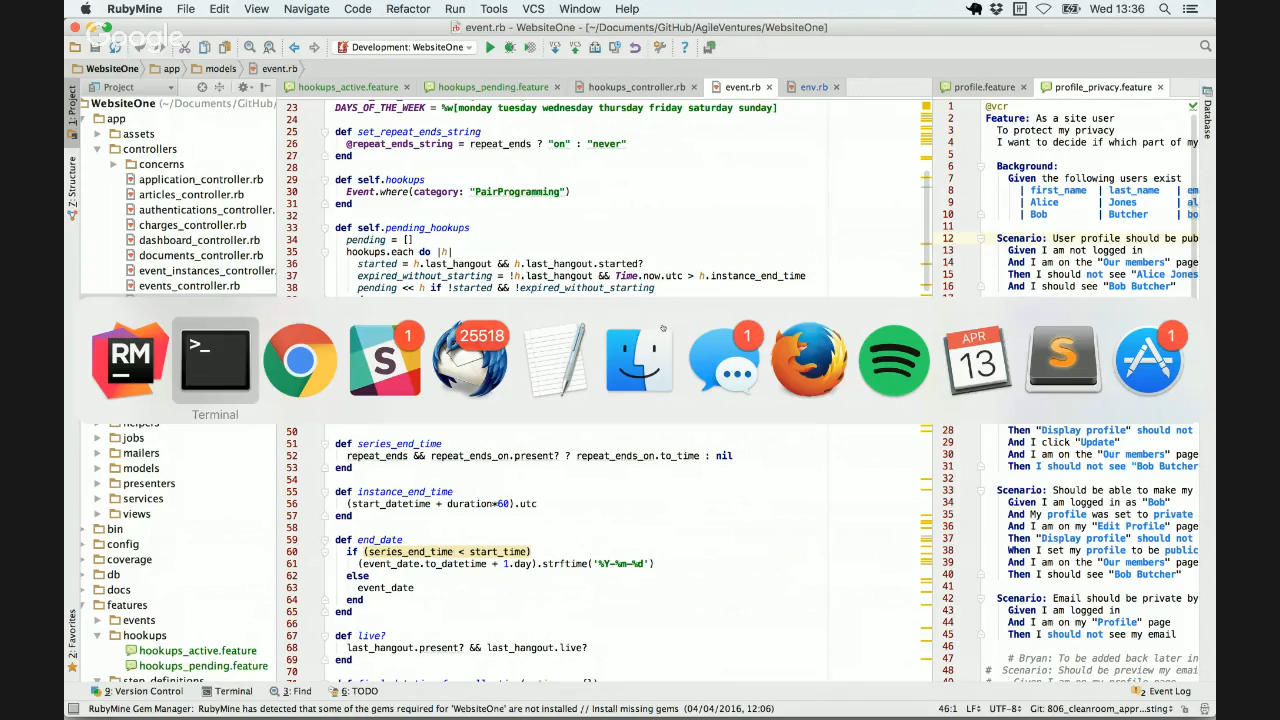 RubyMine File Edit View Navigate Code Refactor Run Tools VCS Window Help Wed 13:36
Google
event.rb - WebsiteOne - [~/Documents/GitHub/AgileVentures/WebsiteOne]
Development: WebsiteOne
WebsiteOne app models event.rb
Project
hookups_active.feature hookups_pending.feature hookups_controller.rb event.rb env.rb profile.feature profile_privacy.feature
1: Project
Z: Structure
2: Favorites
Database
WebsiteOne (~/Documents/GitHub/
app
assets
controllers
concerns
application_controller.rb
articles_controller.rb
authentications_controller.
charges_controller.rb
dashboard_controller.rb
documents_controller.rb
event_instances_controller.
events_controller.rb
23 DAYS_OF_THE_WEEK = %w[monday tuesday wednesday thursday friday saturday sunday]
24
25 def set_repeat_ends_string
26 @repeat_ends_string = repeat_ends ? "on" : "never"
27 end
28
29 def self.hookups
30 Event.where(category: "PairProgramming")
31 end
32
33 def self.pending_hookups
34 pending = []
35 hookups.each do |h|
36 started = h.last_hangout && h.last_hangout.started?
37 expired_without_starting = !h.last_hangout && Time.now.utc > h.instance_end_time
38 pending << h if !started && !expired_without_starting
1 @vcr
2 Feature: As a site user
3 To protect my privacy
4 I want to decide if which part of my
5
6 Background:
7 Given the following users exist
8 | first_name | last_name | em
9 | Alice | Jones | al
10 | Bob | Butcher | bo
11
12 Scenario: User profile should be pub
13 Given I am not logged in
14 And I am on the "Our members" page
15 Then I should not see "Alice Jones
16 And I should see "Bob Butcher"
17
RM
>_
S
1
25518
1
APR
13
S
1
Terminal
helpers
jobs
mailers
models
presenters
services
views
bin
config
coverage
db
docs
features
events
hookups
hookups_active.feature
hookups_pending.feature
step_definitions
50
51 def series_end_time
52 repeat_ends && repeat_ends_on.present? ? repeat_ends_on.to_time : nil
53 end
54
55 def instance_end_time
56 (start_datetime + duration*60).utc
57 end
58
59 def end_date
60 if (series_end_time < start_time)
61 (event_date.to_datetime + 1.day).strftime('%Y-%m-%d')
62 else
63 event_date
64 end
65 end
66
67 def live?
68 last_hangout.present? && last_hangout.live?
69 end
70
28 Then "Display profile" should not
29 And I click "Update"
30 And I am on the "Our members" page
31 Then I should not see "Bob Butcher
32
33 Scenario: Should be able to make my
34 Given I am logged in as "Bob"
35 And My profile was set to private
36 And I am on my "Edit Profile" page
37 Then "Display profile" should not
38 When I set my profile to be public
39 And I am on the "Our members" page
40 Then I should see "Bob Butcher"
41
42 Scenario: Email should be private by
43 Given I am logged in
44 And I am on my "Profile" page
45 Then I should not see my email
46
47 # Bryan: To be added back later in
48 # Scenario: Should be preview my emai
9: Version Control Terminal 3: Find 6: TODO 2 Event Log
RubyMine Gem Manager: RubyMine has detected that some of the gems required for 'WebsiteOne' are not installed // Install missing gems (04/04/2016, 12:06) 46:1 LF÷ UTF-8÷ Git: 806_cleanroom_appr...sting÷